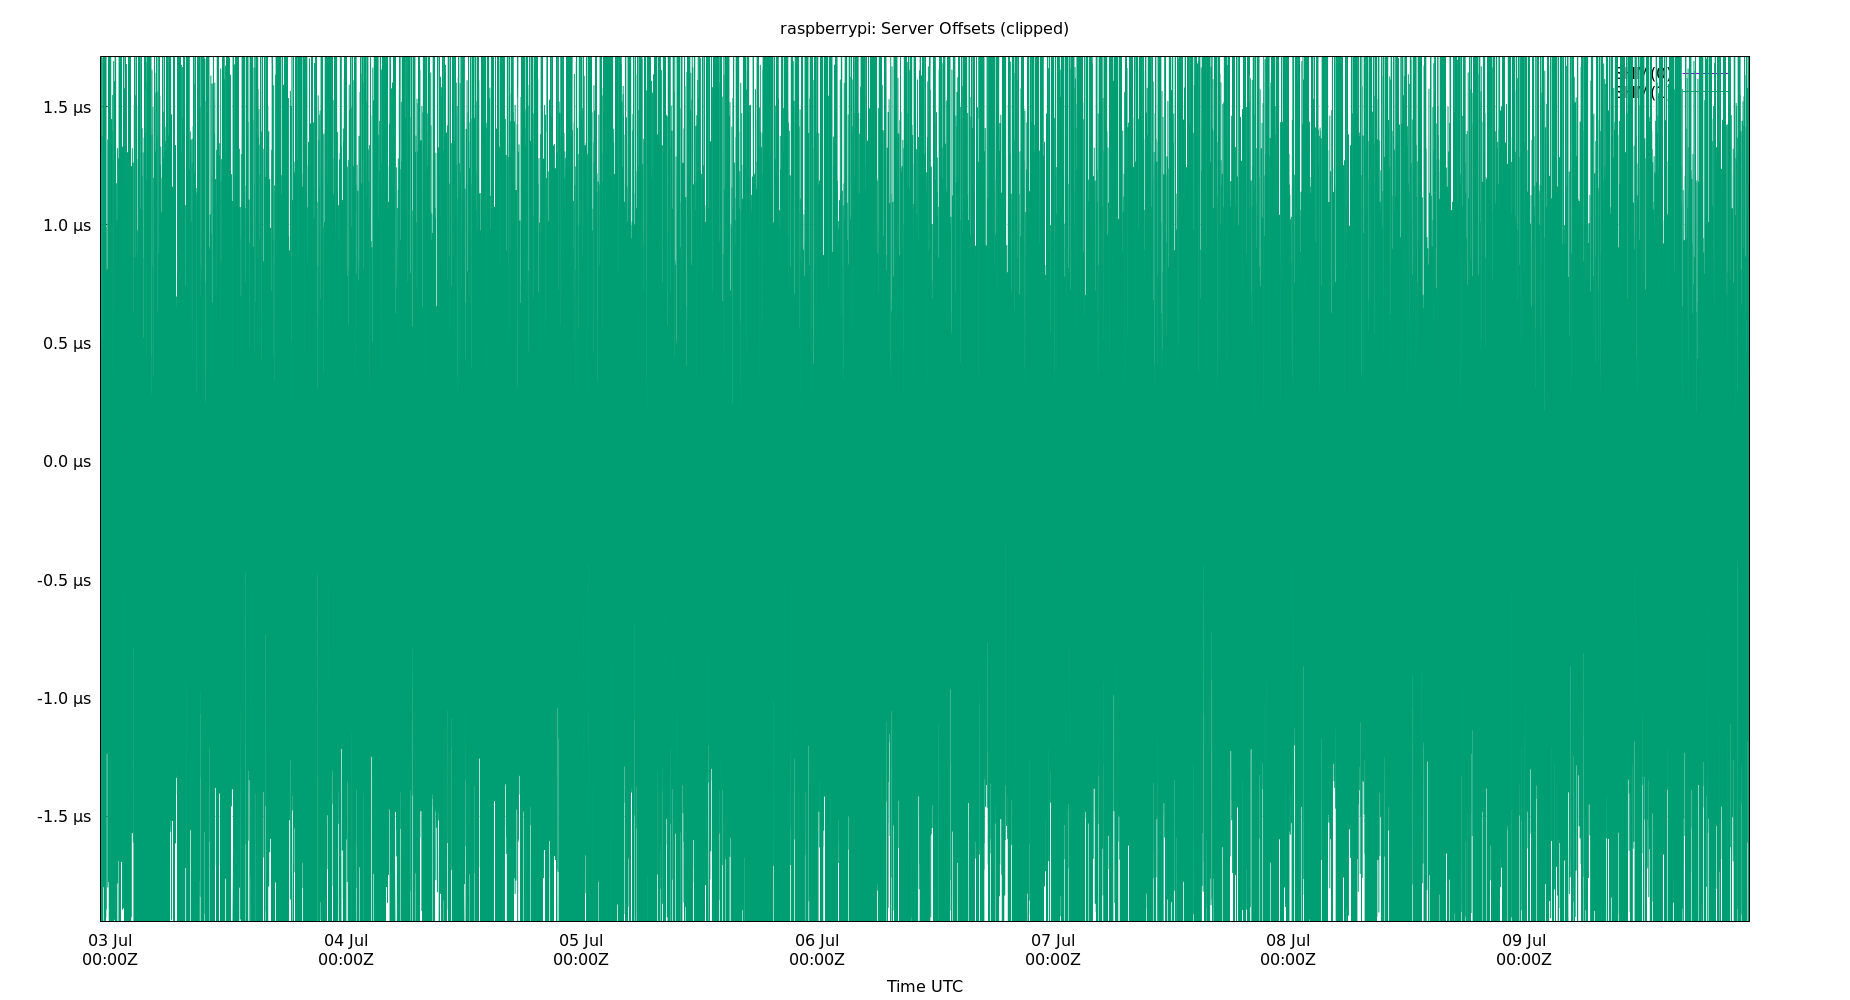 raspberrypi: Server Offsets (clipped)
1.5 µs
1.0 µs
0.5 µs
0.0 µs
-0.5 µs
-1.0 µs
-1.5 µs
03 Jul 04 Jul 05 Jul 06 Jul 07 Jul 08 Jul 09 Jul
00:00Z 00:00Z 00:00Z 00:00Z 00:00Z 00:00Z 00:00Z
Time UTC